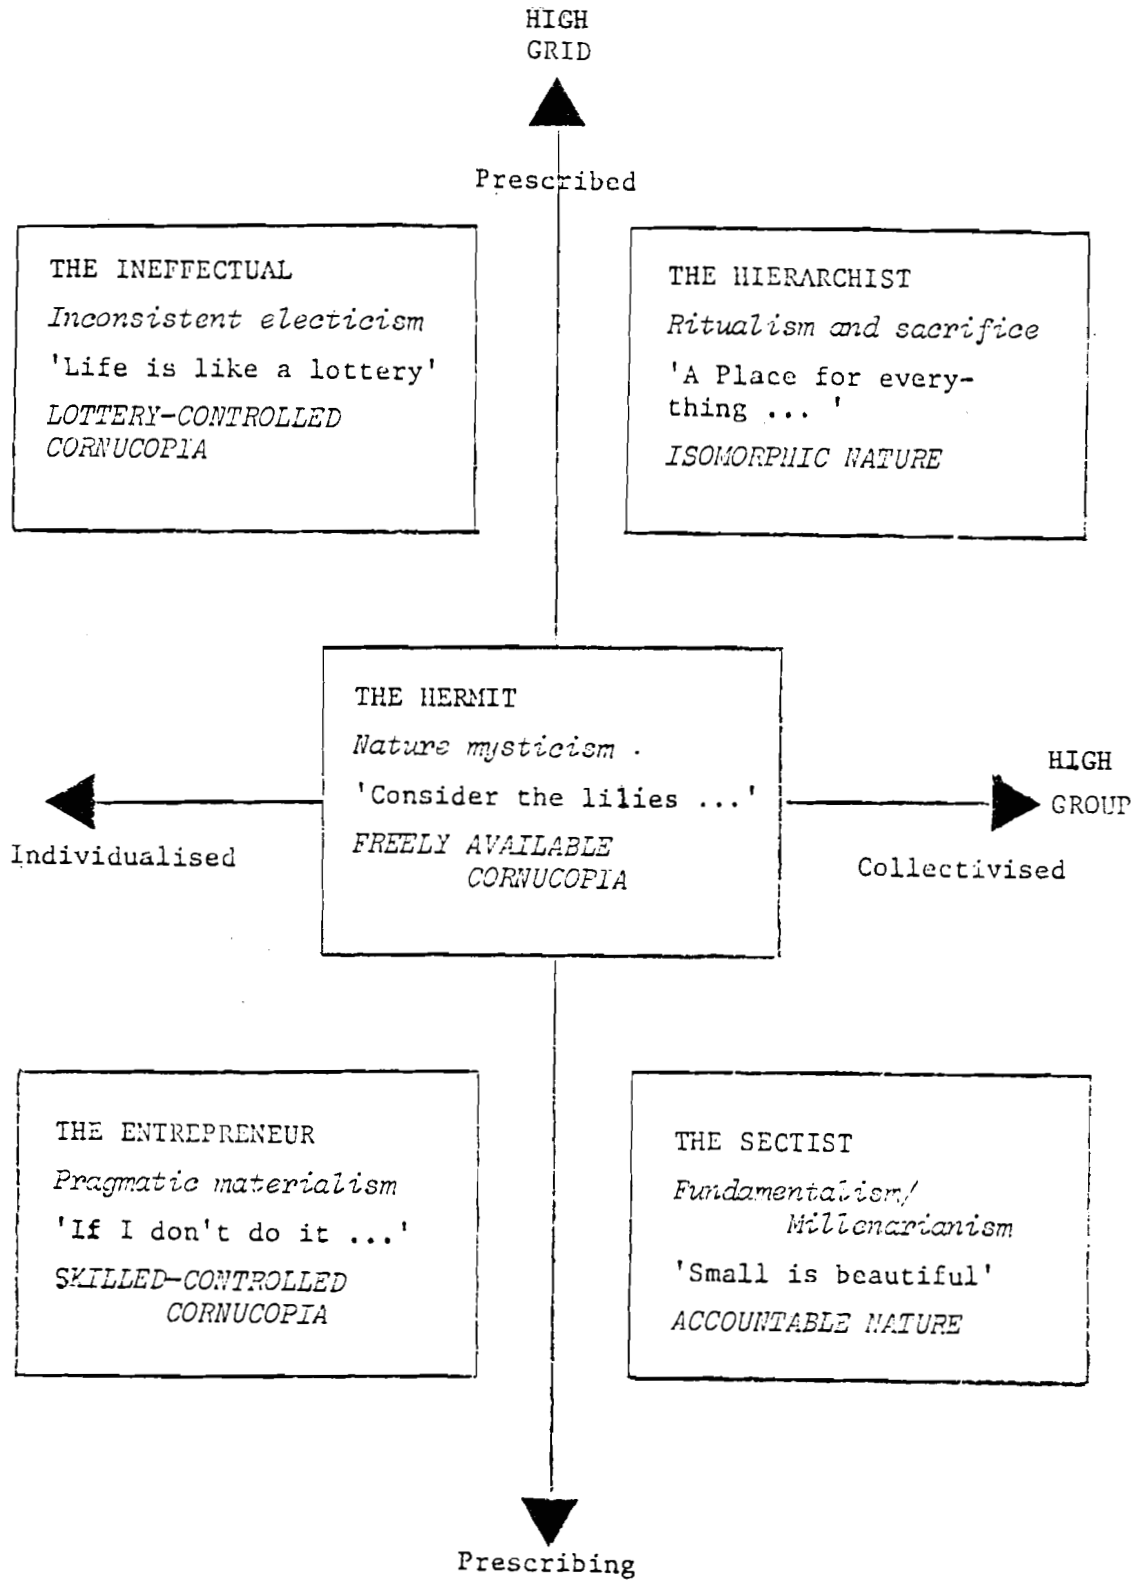 HIGH
GRID
Prescribed
THE INEFFECTUAL
Inconsistent electicism
'Life is like a lottery'
LOTTERY-CONTROLLED
CORNUCOPIA
THE HIERARCHIST
Ritualism and sacrifice
'A Place for every-
thing ... '
ISOMORPHIC NATURE
THE HERMIT
Nature mysticism
'Consider the lilies ...'
FREELY AVAILABLE
CORNUCOPIA
Individualised
HIGH
GROUP
Collectivised
THE ENTREPRENEUR
Pragmatic materialism
'If I don't do it ...'
SKILLED-CONTROLLED
CORNUCOPIA
THE SECTIST
Fundamentalism/
Millenarianism
'Small is beautiful'
ACCOUNTABLE NATURE
Prescribing